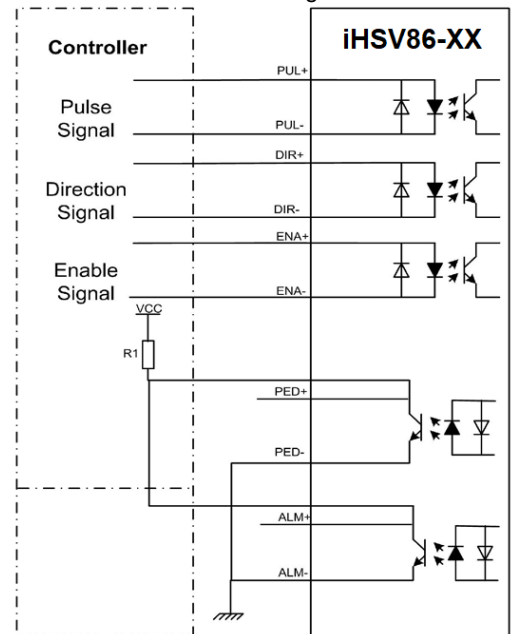 Controller
iHSV86-XX
PUL+
Pulse
Signal
PUL-
DIR+
Direction
Signal
DIR-
ENA+
Enable
Signal
ENA-
VCC
R1
PED+
PED-
ALM+
ALM-